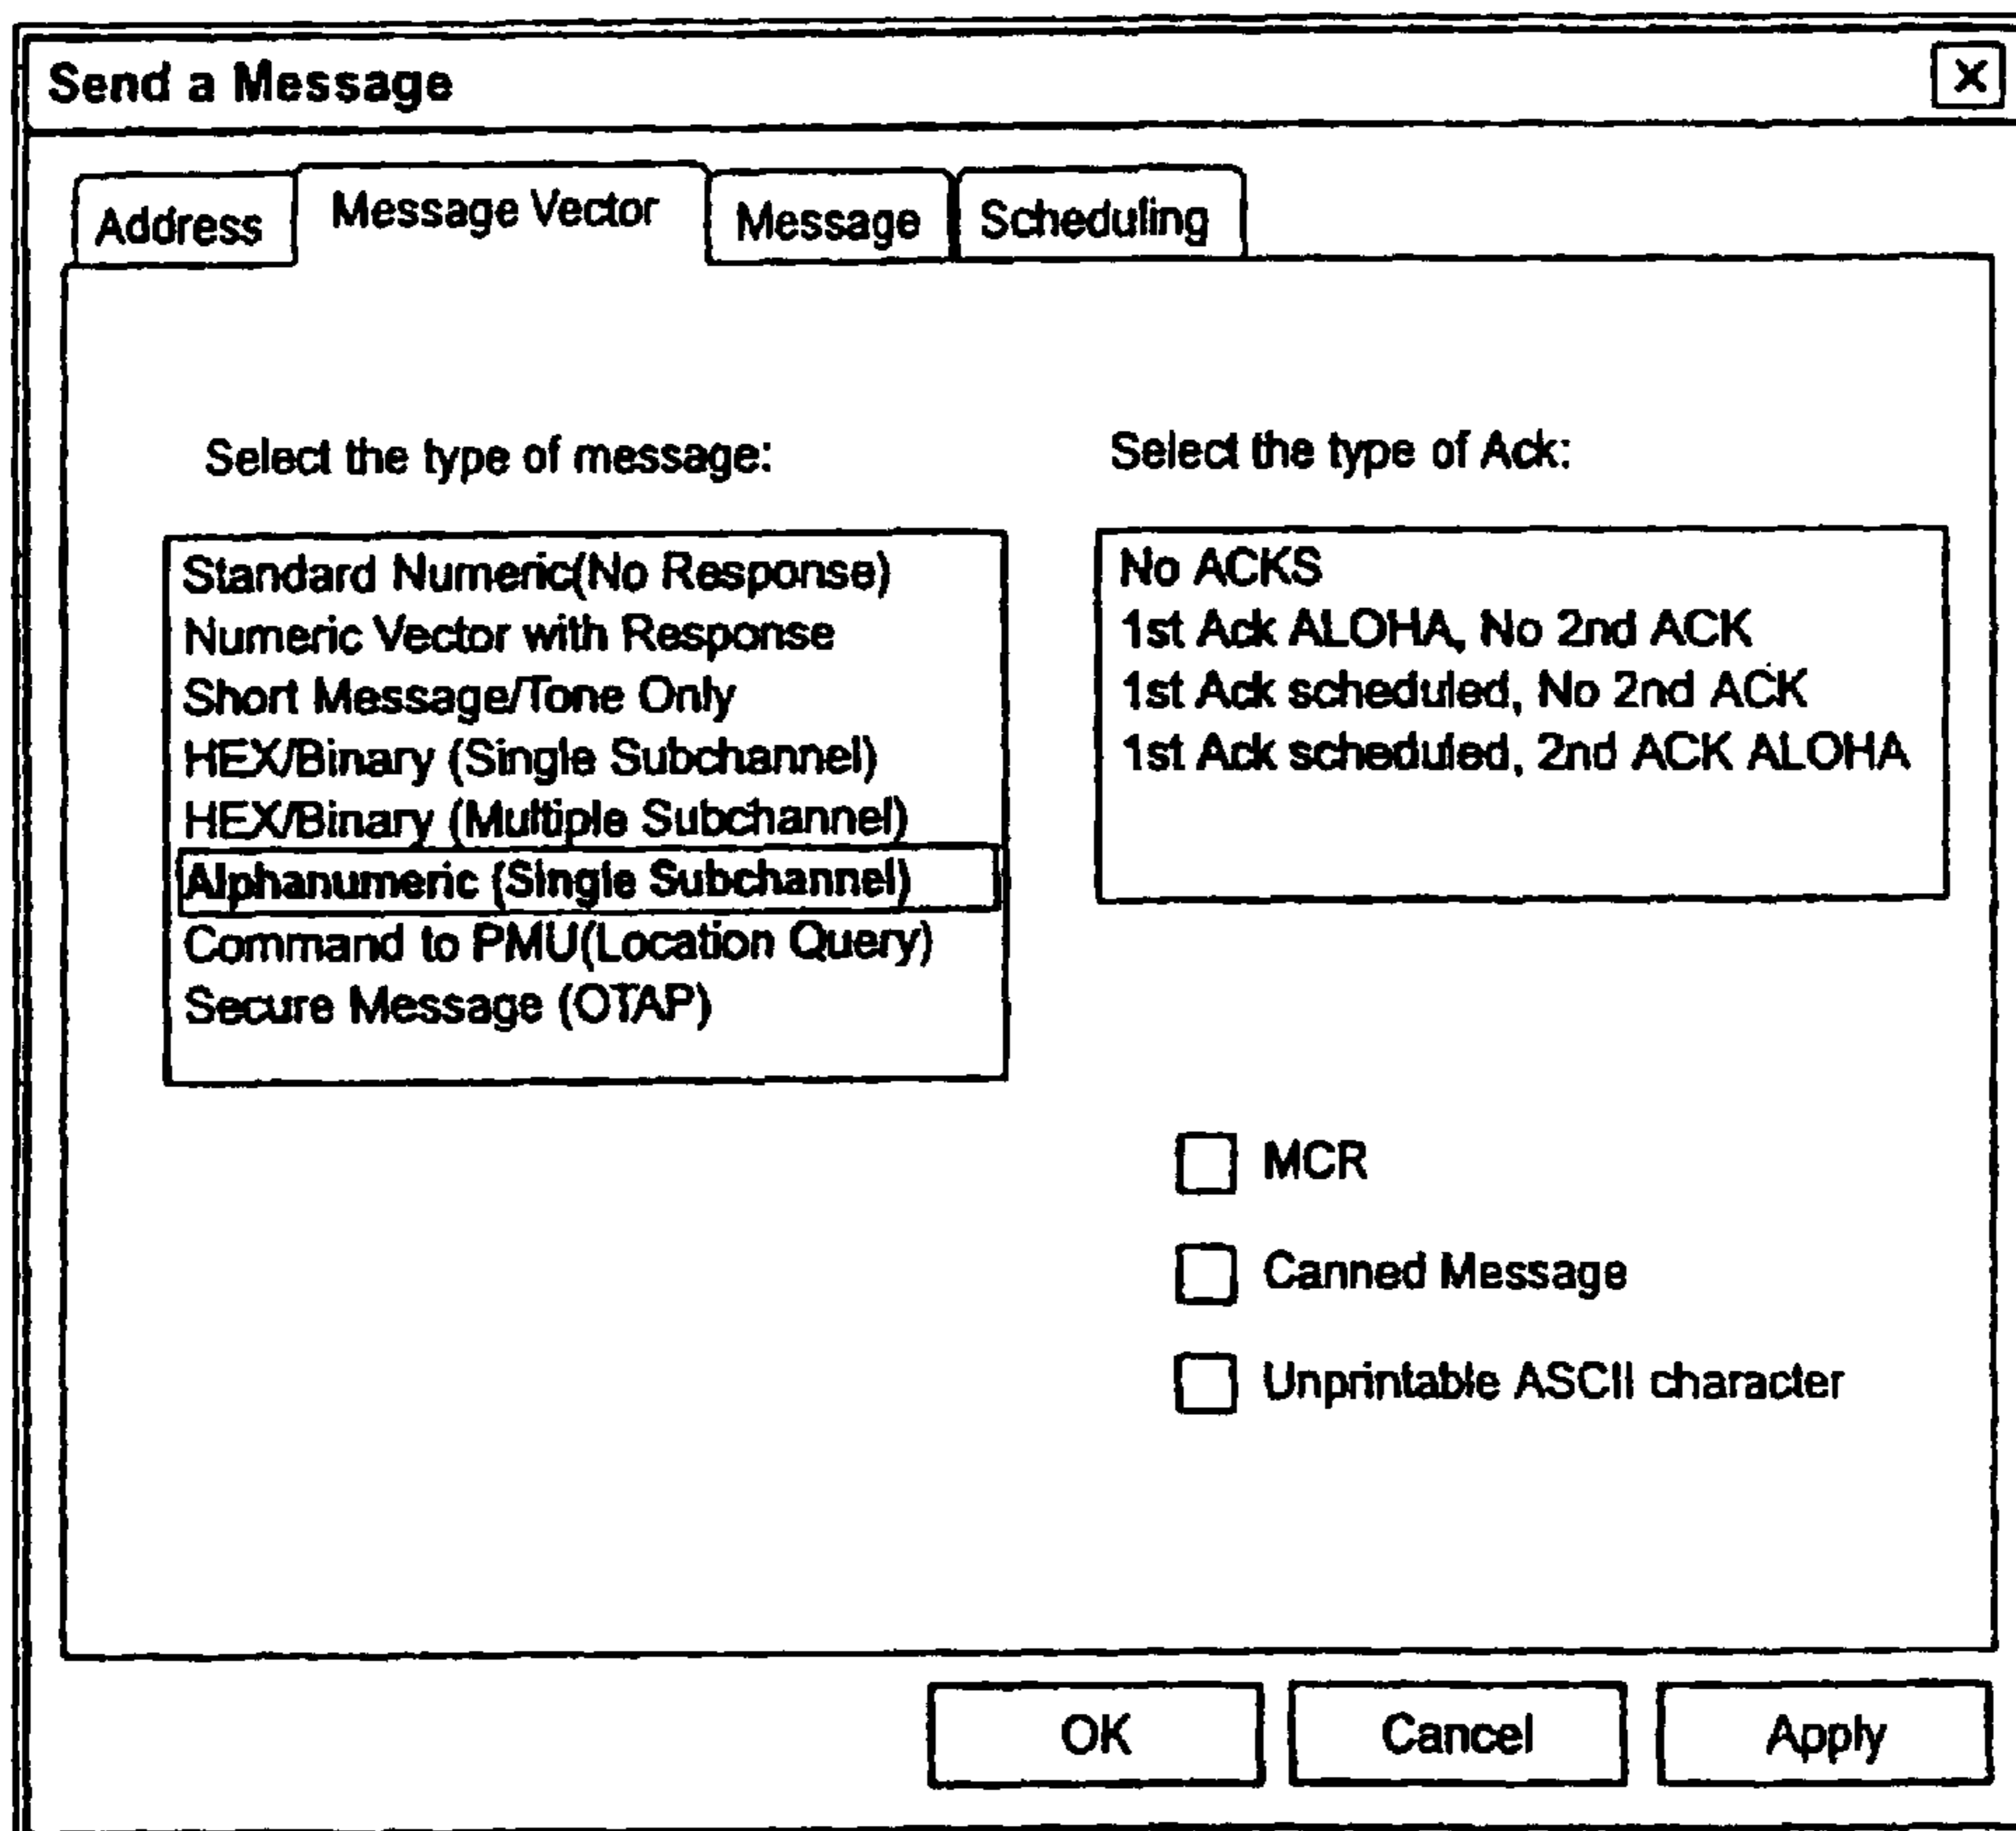 Send a Message
X
Address
Message Vector
Message
Scheduling
Select the type of message:
Standard Numeric(No Response)
Numeric Vector with Response
Short Message/Tone Only
HEX/Binary (Single Subchannel)
HEX/Binary (Multiple Subchannel)
Alphanumeric (Single Subchannel)
Command to PMU(Location Query)
Secure Message (OTAP)
Select the type of Ack:
No ACKS
1st Ack ALOHA, No 2nd ACK
1st Ack scheduled, No 2nd ACK
1st Ack scheduled, 2nd ACK ALOHA
MCR
Canned Message
Unprintable ASCII character
OK
Cancel
Apply